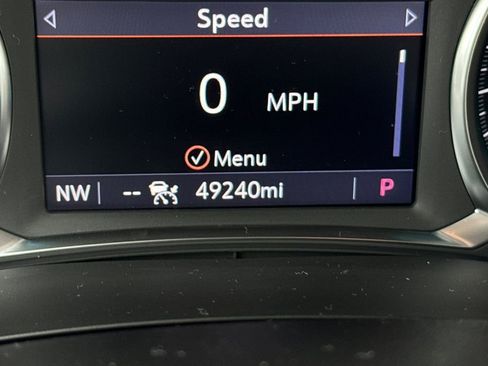 Speed
0 MPH
Menu
NW -- 49240mi P